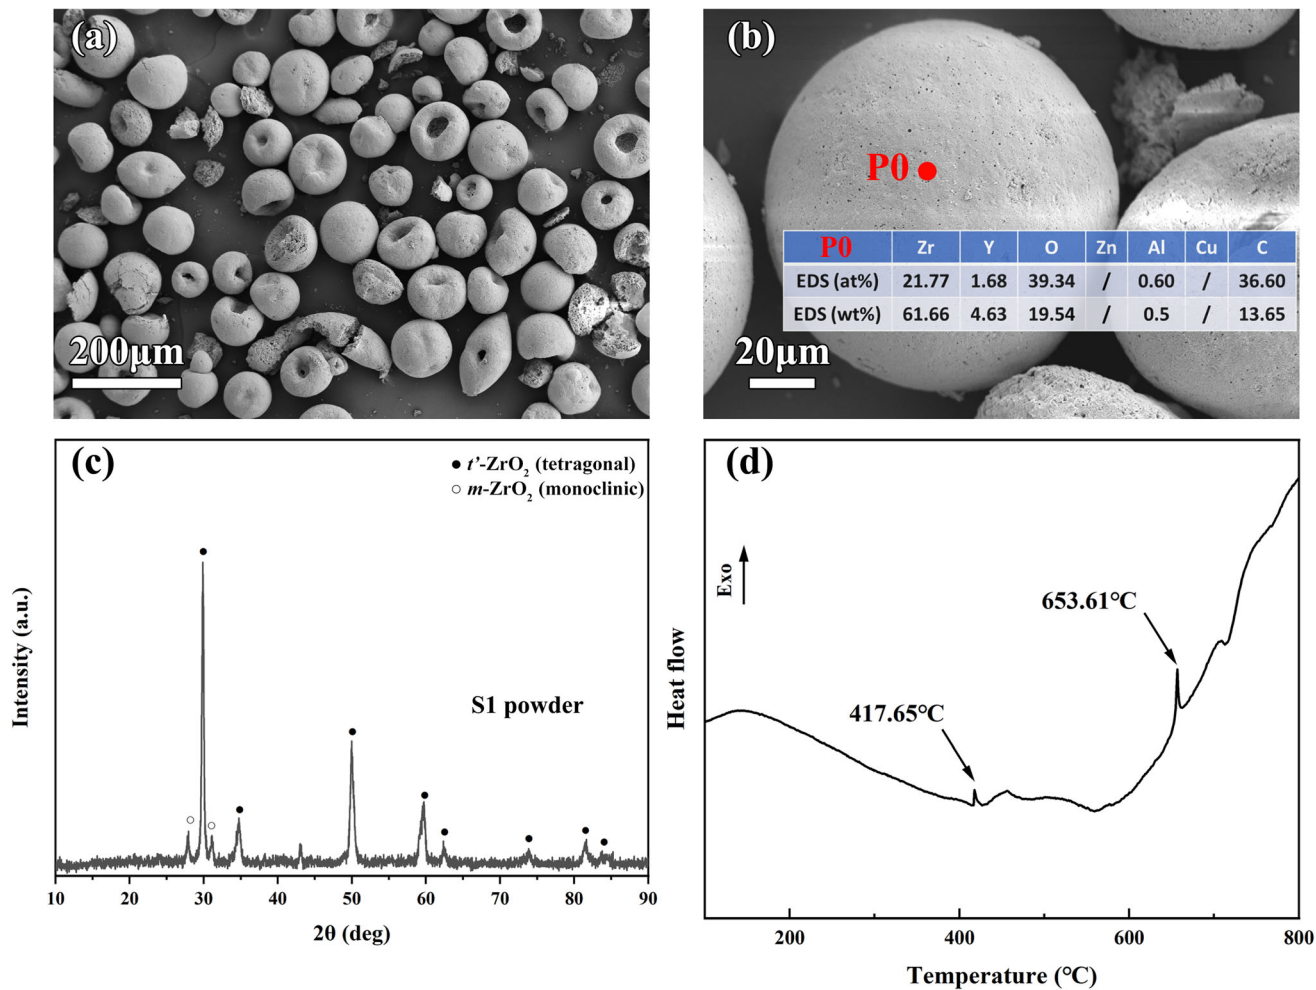 (a)
200μm
(b)
P0
P0 Zr Y O Zn Al Cu C
EDS (at%) 21.77 1.68 39.34 / 0.60 / 36.60
EDS (wt%) 61.66 4.63 19.54 / 0.5 / 13.65
20μm
(c)
● t’-ZrO2 (tetragonal)
○ m-ZrO2 (monoclinic)
S1 powder
Intensity (a.u.)
10 20 30 40 50 60 70 80 90
2θ (deg)
(d)
Exo
653.61℃
417.65℃
Heat flow
200 400 600 800
Temperature (℃)